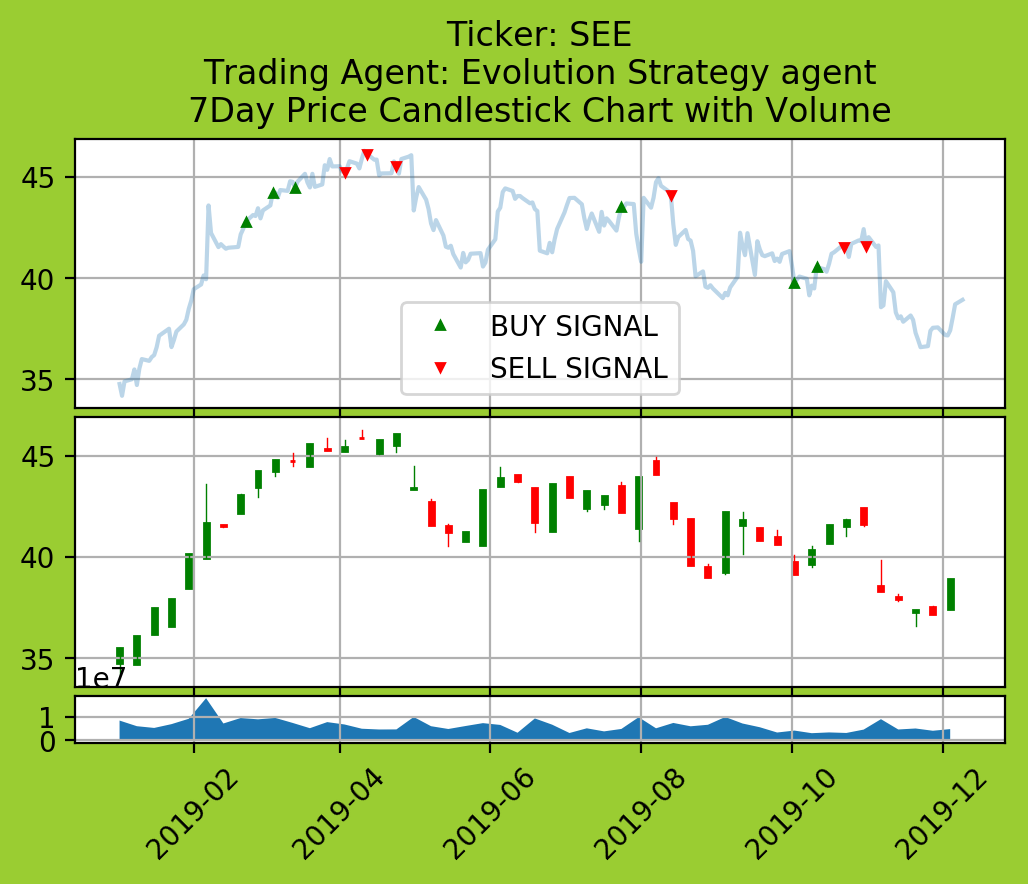 Ticker: SEE
Trading Agent: Evolution Strategy agent
7Day Price Candlestick Chart with Volume
45
40
35
BUY SIGNAL
SELL SIGNAL
45
40
35
1e7
1
0
2019-02
2019-04
2019-06
2019-08
2019-10
2019-12